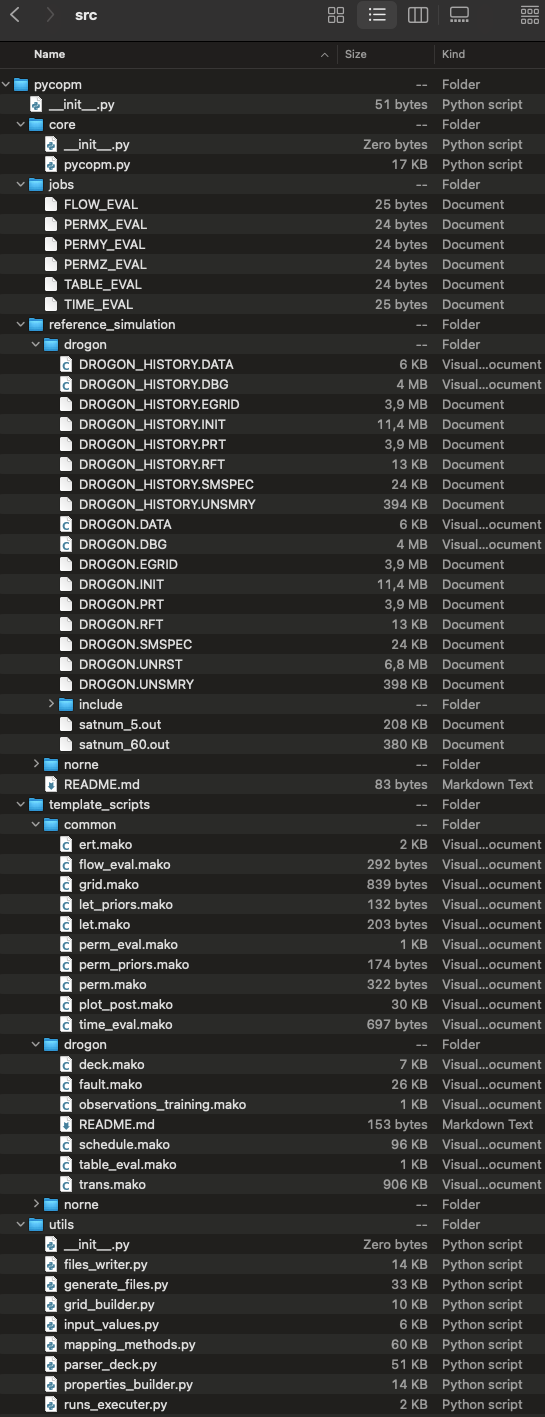 src
Name Size Kind
pycopm -- Folder
__init__.py 51 bytes Python script
core -- Folder
__init__.py Zero bytes Python script
pycopm.py 17 KB Python script
jobs -- Folder
FLOW_EVAL 25 bytes Document
PERMX_EVAL 24 bytes Document
PERMY_EVAL 24 bytes Document
PERMZ_EVAL 24 bytes Document
TABLE_EVAL 24 bytes Document
TIME_EVAL 25 bytes Document
reference_simulation -- Folder
drogon -- Folder
DROGON_HISTORY.DATA 6 KB Visual...ocument
DROGON_HISTORY.DBG 4 MB Visual...ocument
DROGON_HISTORY.EGRID 3,9 MB Document
DROGON_HISTORY.INIT 11,4 MB Document
DROGON_HISTORY.PRT 3,9 MB Document
DROGON_HISTORY.RFT 13 KB Document
DROGON_HISTORY.SMSPEC 24 KB Document
DROGON_HISTORY.UNSMRY 394 KB Document
DROGON.DATA 6 KB Visual...ocument
DROGON.DBG 4 MB Visual...ocument
DROGON.EGRID 3,9 MB Document
DROGON.INIT 11,4 MB Document
DROGON.PRT 3,9 MB Document
DROGON.RFT 13 KB Document
DROGON.SMSPEC 24 KB Document
DROGON.UNRST 6,8 MB Document
DROGON.UNSMRY 398 KB Document
include -- Folder
satnum_5.out 208 KB Document
satnum_60.out 380 KB Document
norne -- Folder
README.md 83 bytes Markdown Text
template_scripts -- Folder
common -- Folder
ert.mako 2 KB Visual...ocument
flow_eval.mako 292 bytes Visual...ocument
grid.mako 839 bytes Visual...ocument
let_priors.mako 132 bytes Visual...ocument
let.mako 203 bytes Visual...ocument
perm_eval.mako 1 KB Visual...ocument
perm_priors.mako 174 bytes Visual...ocument
perm.mako 322 bytes Visual...ocument
plot_post.mako 30 KB Visual...ocument
time_eval.mako 697 bytes Visual...ocument
drogon -- Folder
deck.mako 7 KB Visual...ocument
fault.mako 26 KB Visual...ocument
observations_training.mako 1 KB Visual...ocument
README.md 153 bytes Markdown Text
schedule.mako 96 KB Visual...ocument
table_eval.mako 1 KB Visual...ocument
trans.mako 906 KB Visual...ocument
norne -- Folder
utils -- Folder
__init__.py Zero bytes Python script
files_writer.py 14 KB Python script
generate_files.py 33 KB Python script
grid_builder.py 10 KB Python script
input_values.py 6 KB Python script
mapping_methods.py 60 KB Python script
parser_deck.py 51 KB Python script
properties_builder.py 14 KB Python script
runs_executer.py 2 KB Python script